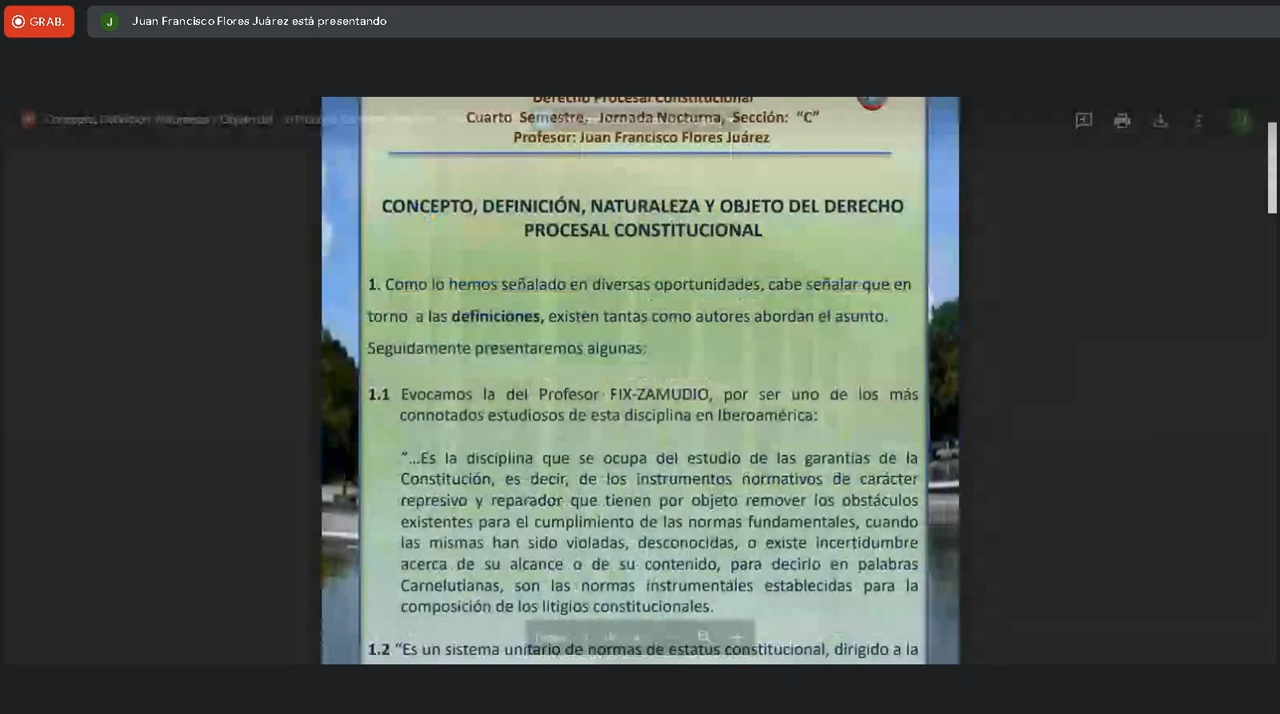 GRAB.
J Juan Francisco Flores Juárez está presentando
Derecho Procesal Constitucional
Cuarto Semestre, Jornada Nocturna, Sección: "C"
Profesor: Juan Francisco Flores Juárez
Concepto, Definición, Naturaleza y Objeto del
CONCEPTO, DEFINICIÓN, NATURALEZA Y OBJETO DEL DERECHO
PROCESAL CONSTITUCIONAL
1. Como lo hemos señalado en diversas oportunidades, cabe señalar que en
torno a las definiciones, existen tantas como autores abordan el asunto.
Seguidamente presentaremos algunas:
1.1 Evocamos la del Profesor FIX-ZAMUDIO, por ser uno de los más
connotados estudiosos de esta disciplina en Iberoamérica:
"...Es la disciplina que se ocupa del estudio de las garantías de la
Constitución, es decir, de los instrumentos normativos de carácter
represivo y reparador que tienen por objeto remover los obstáculos
existentes para el cumplimiento de las normas fundamentales, cuando
las mismas han sido violadas, desconocidas, o existe incertidumbre
acerca de su alcance o de su contenido, para decirlo en palabras
Carnelutianas, son las normas instrumentales establecidas para la
composición de los litigios constitucionales.
1.2 "Es un sistema unitario de normas de estatus constitucional, dirigido a la